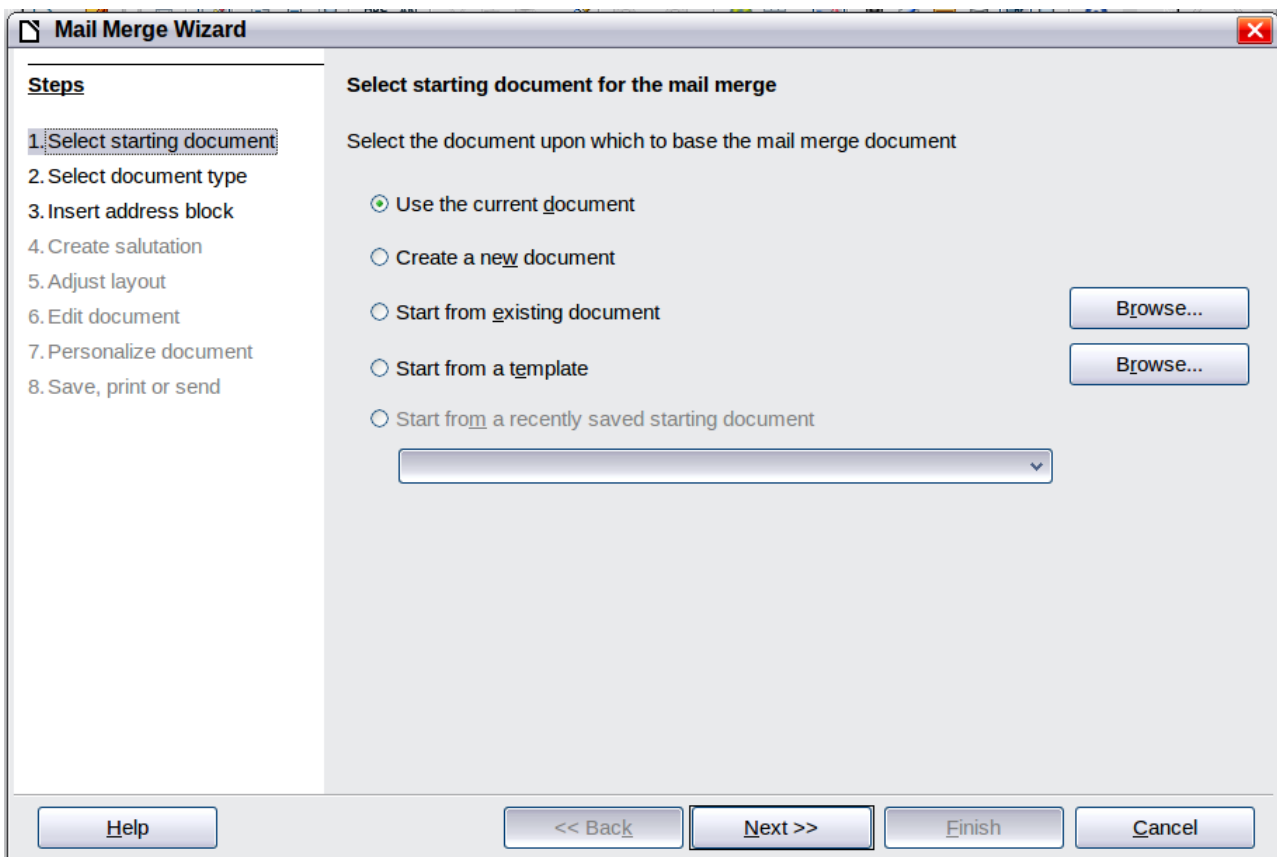 Mail Merge Wizard
Steps
1. Select starting document
2. Select document type
3. Insert address block
4. Create salutation
5. Adjust layout
6. Edit document
7. Personalize document
8. Save, print or send
Select starting document for the mail merge
Select the document upon which to base the mail merge document
Use the current document
Create a new document
Start from existing document
Browse...
Start from a template
Browse...
Start from a recently saved starting document
Help
<< Back
Next >>
Finish
Cancel